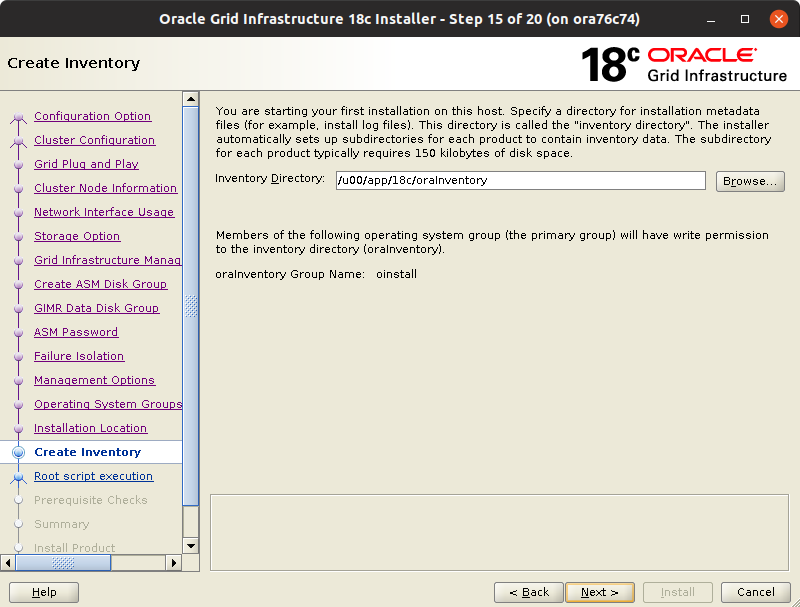 Oracle Grid Infrastructure 18c Installer - Step 15 of 20 (on ora76c74)
Create Inventory
18c ORACLE
Grid Infrastructure
Configuration Option
Cluster Configuration
Grid Plug and Play
Cluster Node Information
Network Interface Usage
Storage Option
Grid Infrastructure Manag
Create ASM Disk Group
GIMR Data Disk Group
ASM Password
Failure Isolation
Management Options
Operating System Groups
Installation Location
Create Inventory
Root script execution
Prerequisite Checks
Summary
Install Product
You are starting your first installation on this host. Specify a directory for installation metadata
files (for example, install log files). This directory is called the "inventory directory". The installer
automatically sets up subdirectories for each product to contain inventory data. The subdirectory
for each product typically requires 150 kilobytes of disk space.
Inventory Directory: /u00/app/18c/oraInventory Browse...
Members of the following operating system group (the primary group) will have write permission
to the inventory directory (oraInventory).
oraInventory Group Name: oinstall
Help < Back Next > Install Cancel